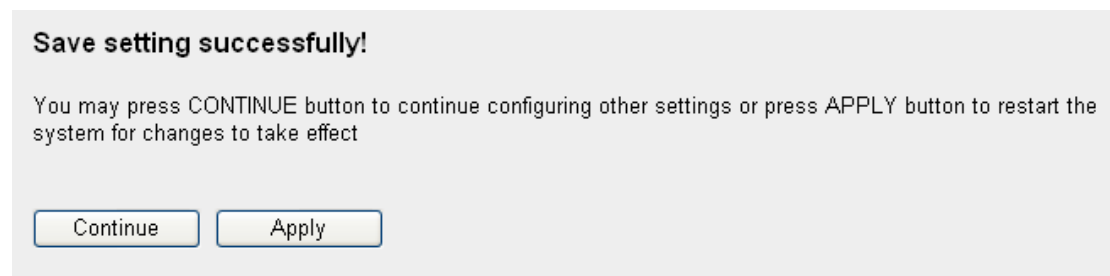 Save setting successfully!
You may press CONTINUE button to continue configuring other settings or press APPLY button to restart the
system for changes to take effect
Continue
Apply